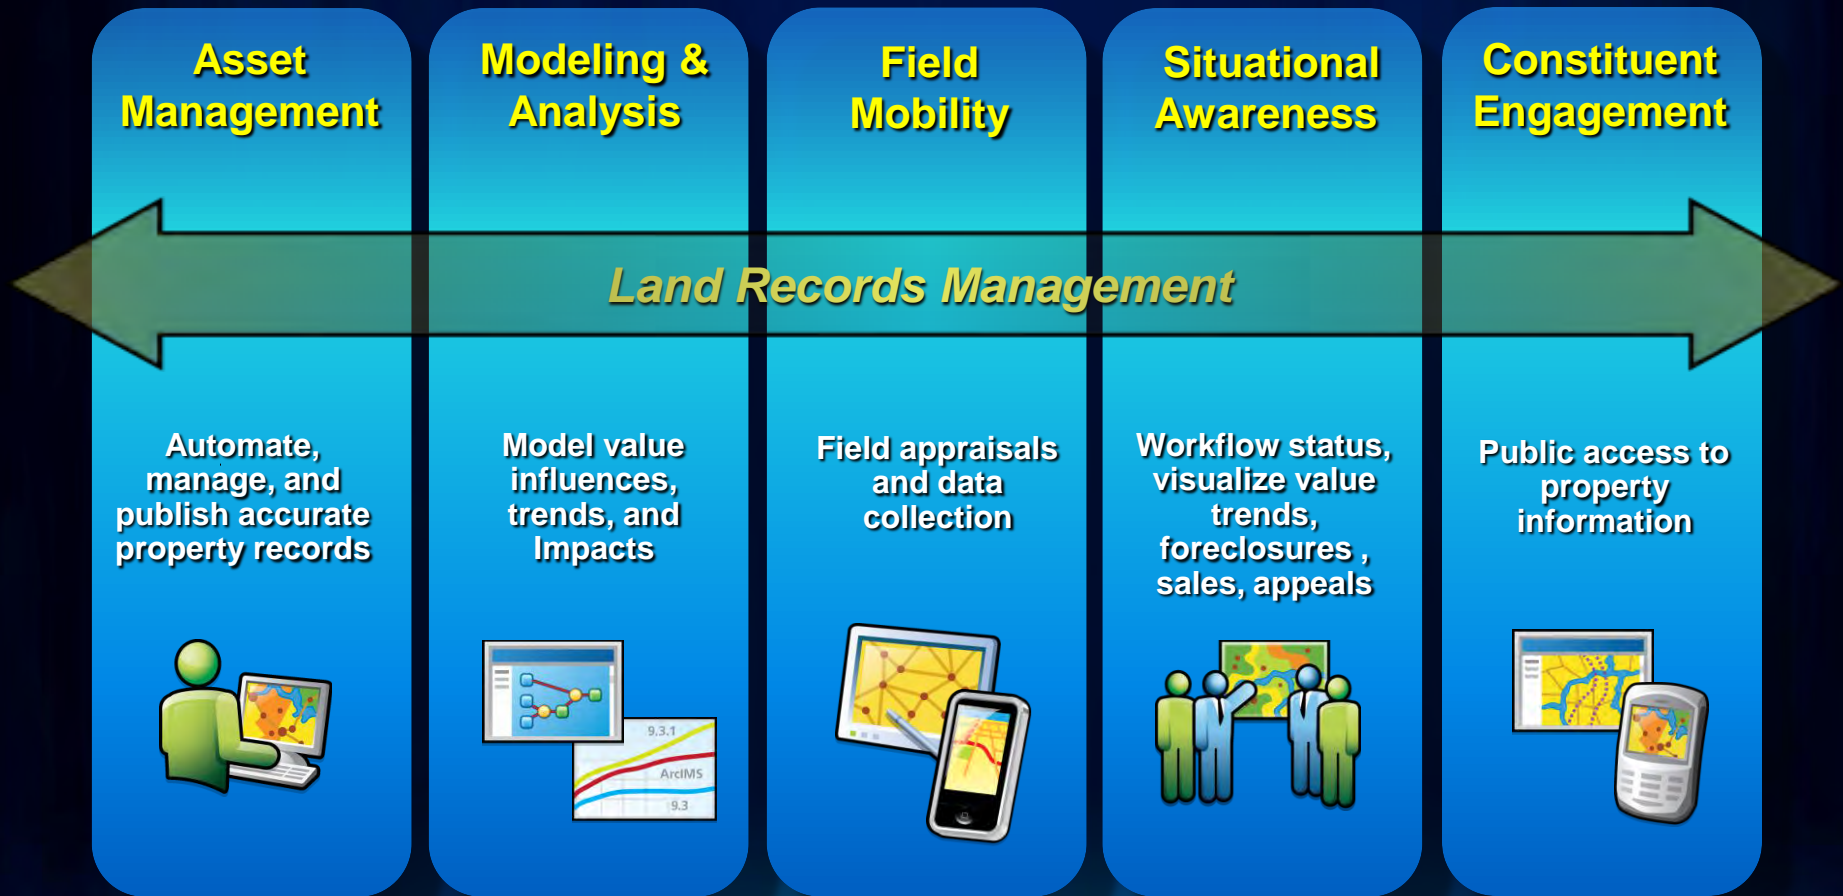 Asset
Management
Modeling &
Analysis
Field
Mobility
Situational
Awareness
Constituent
Engagement
Land Records Management
Automate,
manage, and
publish accurate
property records
Model value
influences,
trends, and
Impacts
Field appraisals
and data
collection
Workflow status,
visualize value
trends,
foreclosures ,
sales, appeals
Public access to
property
information
9.3.1
ArcIMS
9.3